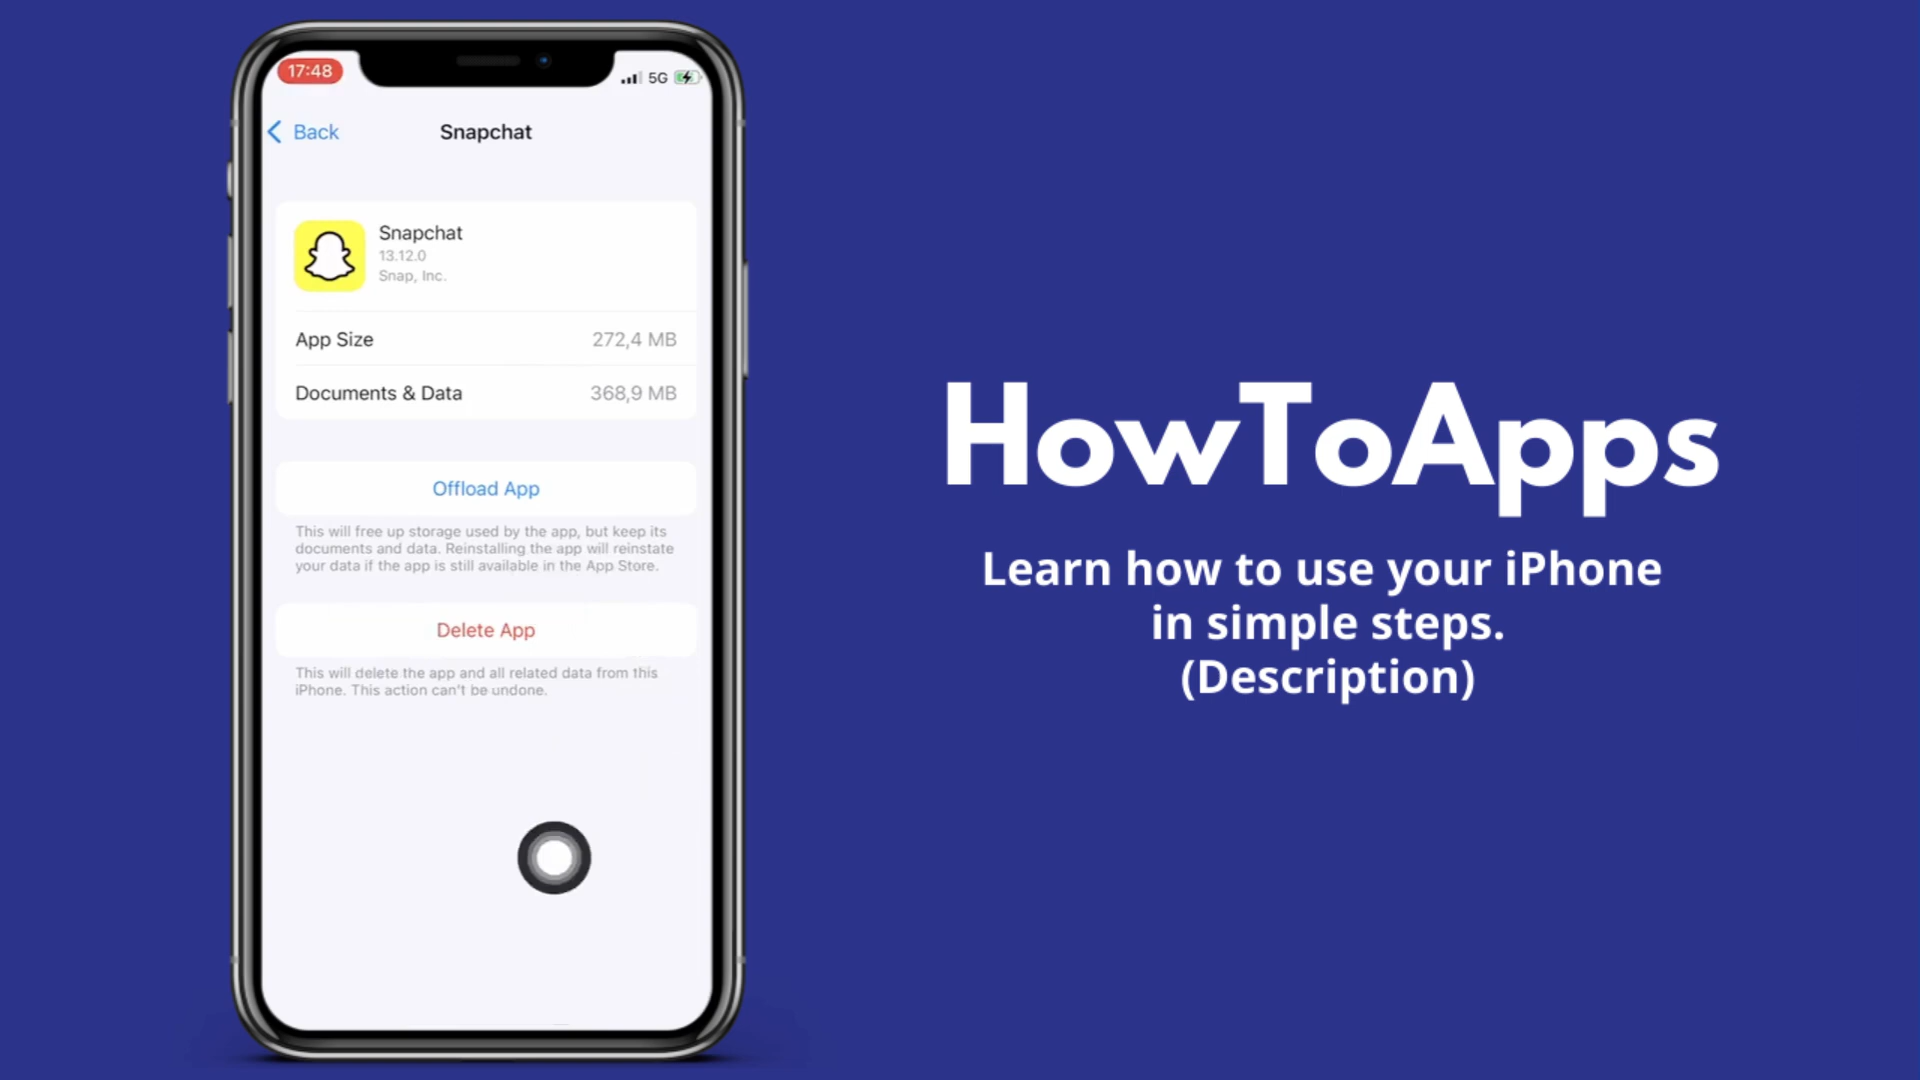 17:48
5G
Back
Snapchat
Snapchat
13.12.0
Snap, Inc.
App Size 272,4 MB
Documents & Data 368,9 MB
Offload App
This will free up storage used by the app, but keep its
documents and data. Reinstalling the app will reinstate
your data if the app is still available in the App Store.
Delete App
This will delete the app and all related data from this
iPhone. This action can't be undone.
HowToApps
Learn how to use your iPhone
in simple steps.
(Description)